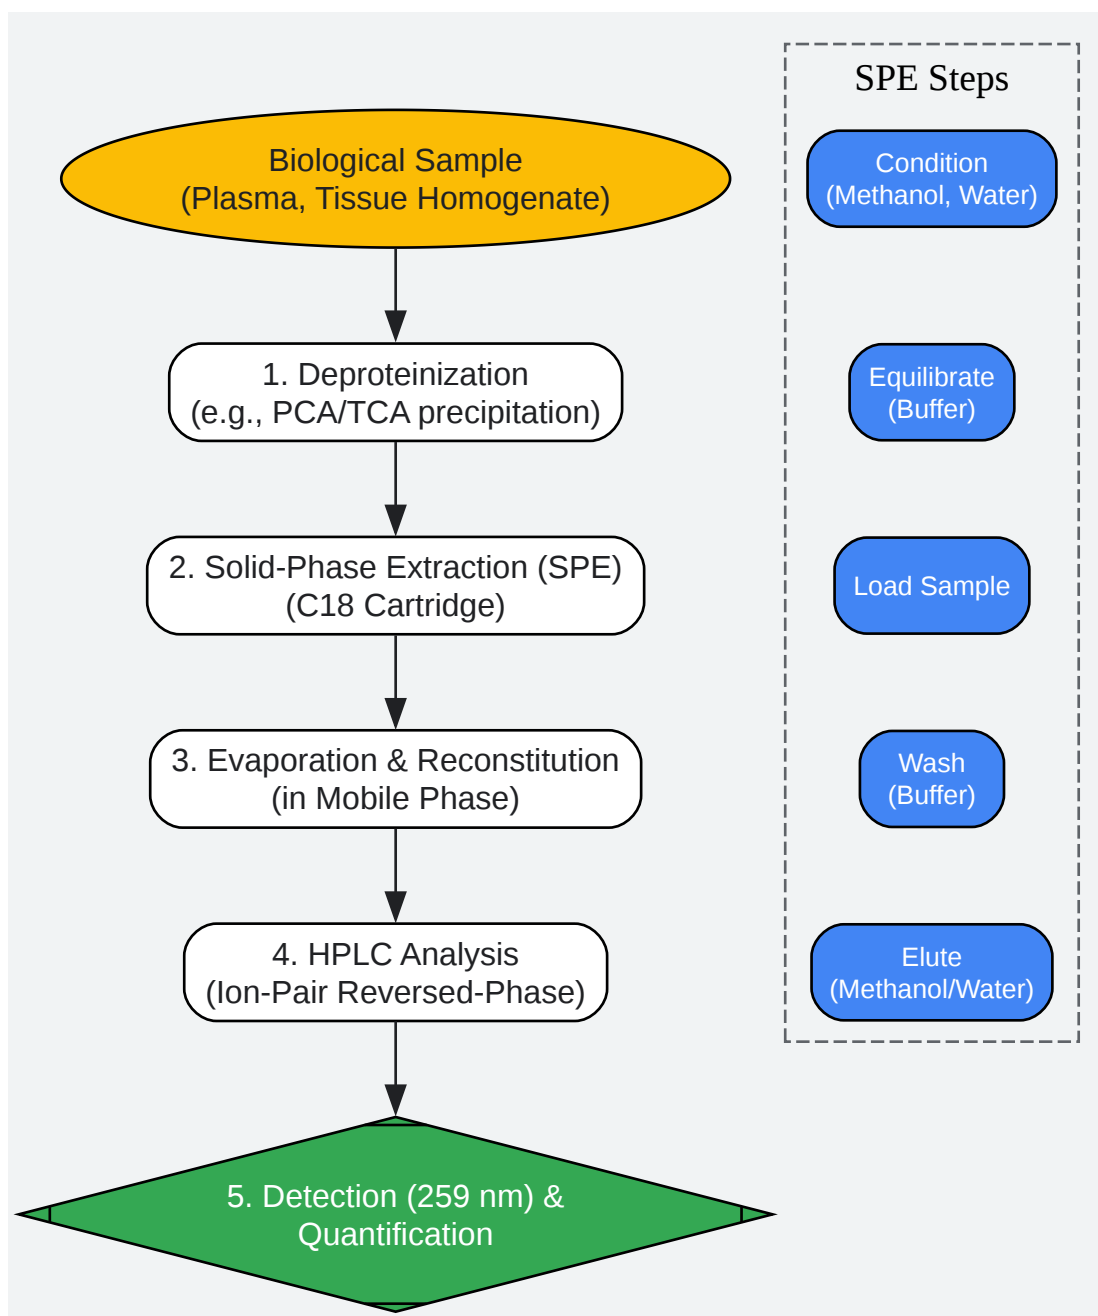 Biological Sample
(Plasma, Tissue Homogenate)
1. Deproteinization
(e.g., PCA/TCA precipitation)
2. Solid-Phase Extraction (SPE)
(C18 Cartridge)
3. Evaporation & Reconstitution
(in Mobile Phase)
4. HPLC Analysis
(Ion-Pair Reversed-Phase)
5. Detection (259 nm) &
Quantification
SPE Steps
Condition
(Methanol, Water)
Equilibrate
(Buffer)
Load Sample
Wash
(Buffer)
Elute
(Methanol/Water)